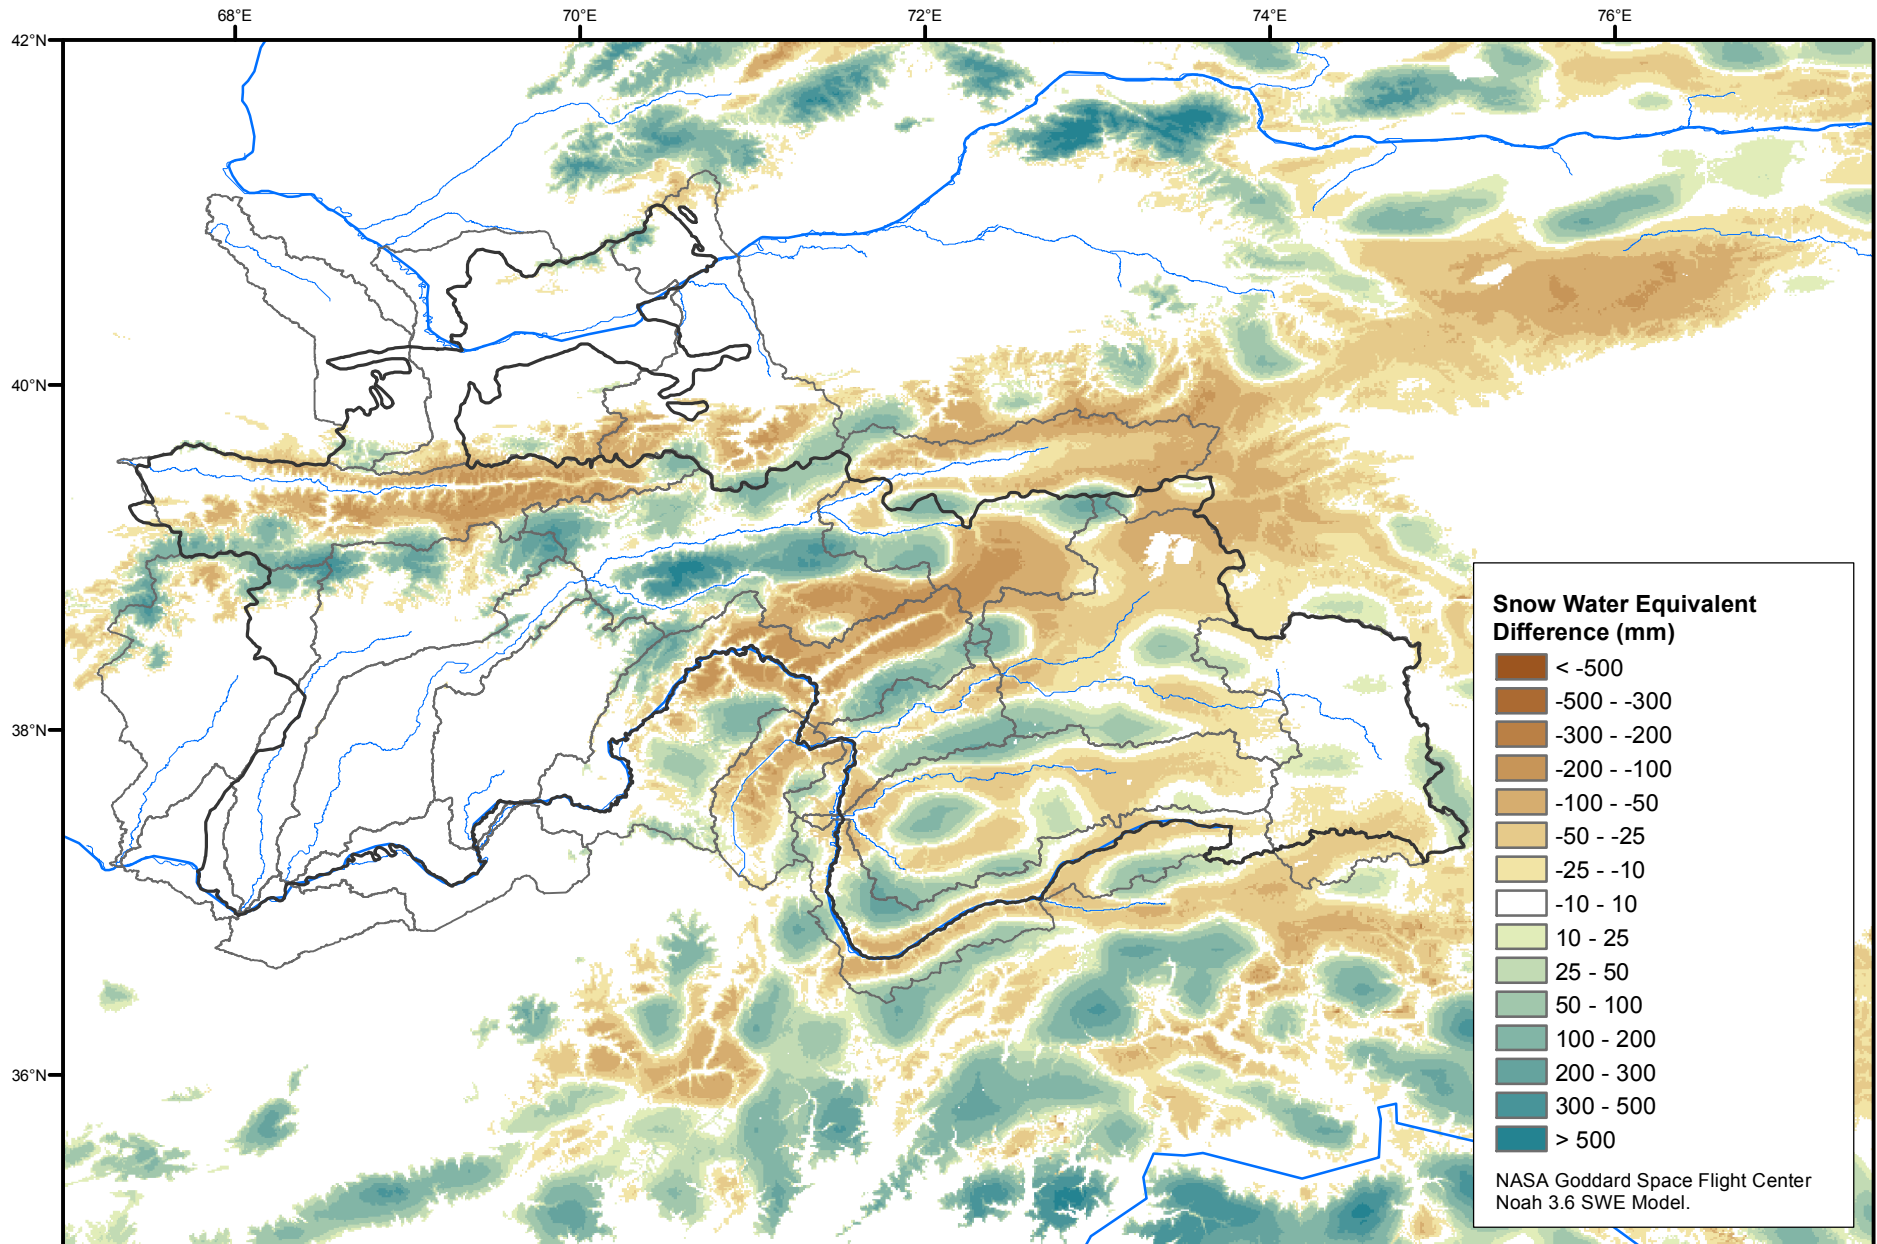 68°E 70°E 72°E 74°E 76°E
42°N
40°N
38°N
36°N
Snow Water Equivalent
Difference (mm)
< -500
-500 - -300
-300 - -200
-200 - -100
-100 - -50
-50 - -25
-25 - -10
-10 - 10
10 - 25
25 - 50
50 - 100
100 - 200
200 - 300
300 - 500
> 500
NASA Goddard Space Flight Center
Noah 3.6 SWE Model.